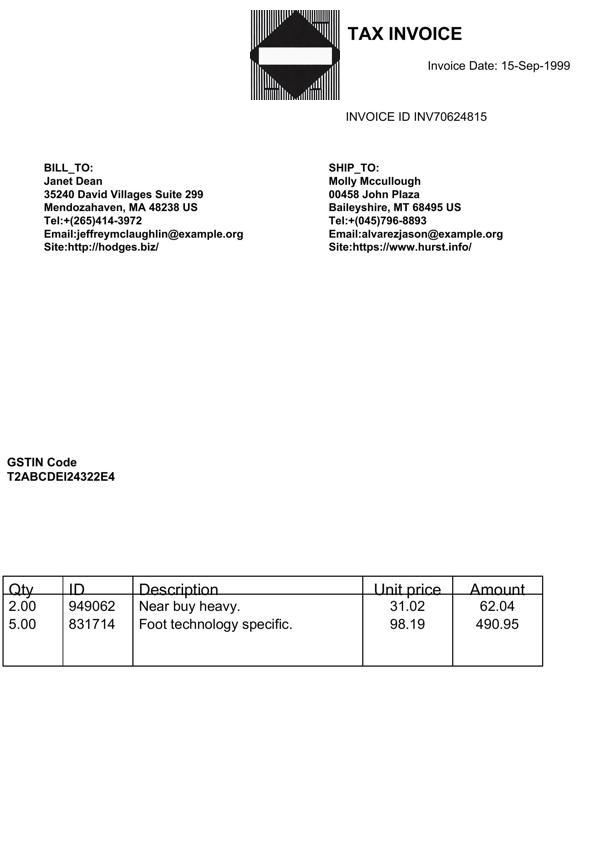 TAX INVOICE
Invoice Date: 15-Sep-1999
INVOICE ID INV70624815
BILL_TO:
Janet Dean
35240 David Villages Suite 299
Mendozahaven, MA 48238 US
Tel:+(265)414-3972
Email:jeffreymclaughlin@example.org
Site:http://hodges.biz/
SHIP_TO:
Molly Mccullough
00458 John Plaza
Baileyshire, MT 68495 US
Tel:+(045)796-8893
Email:alvarezjason@example.org
Site:https://www.hurst.info/
GSTIN Code
T2ABCDEI24322E4
Qty ID Description Unit price Amount
2.00 949062 Near buy heavy. 31.02 62.04
5.00 831714 Foot technology specific. 98.19 490.95